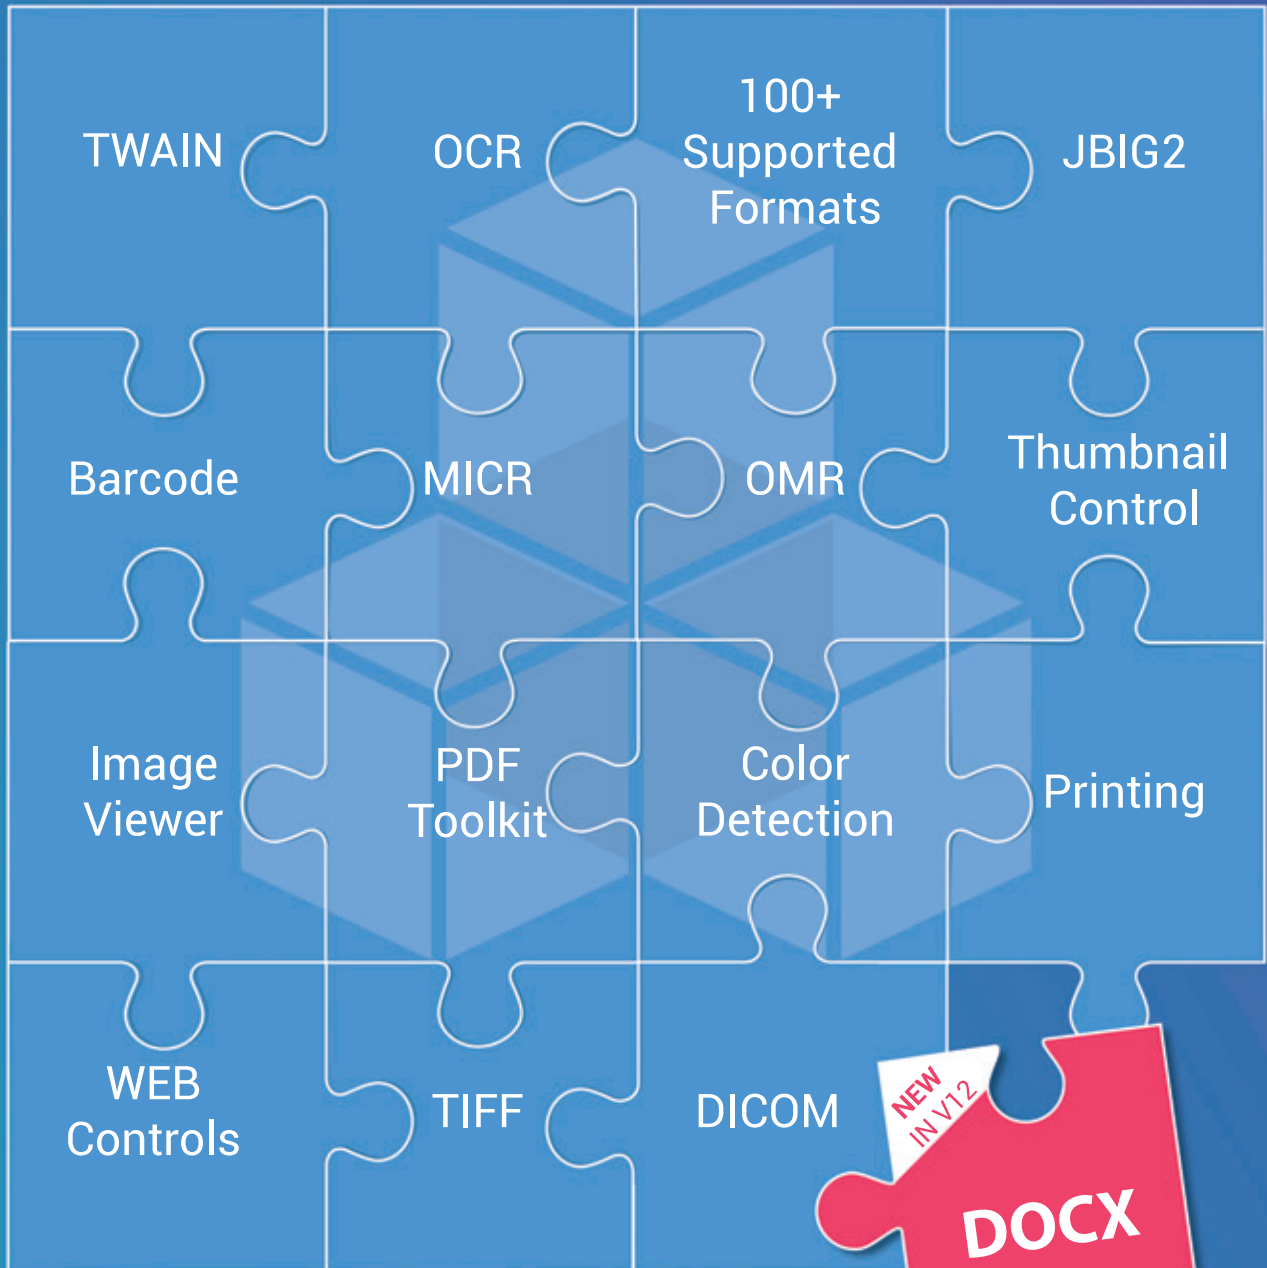 TWAIN
OCR
100+
Supported
Formats
JBIG2
Barcode
MICR
OMR
Thumbnail
Control
Image
Viewer
PDF
Toolkit
Color
Detection
Printing
WEB
Controls
TIFF
DICOM
NEW
IN V12
DOCX